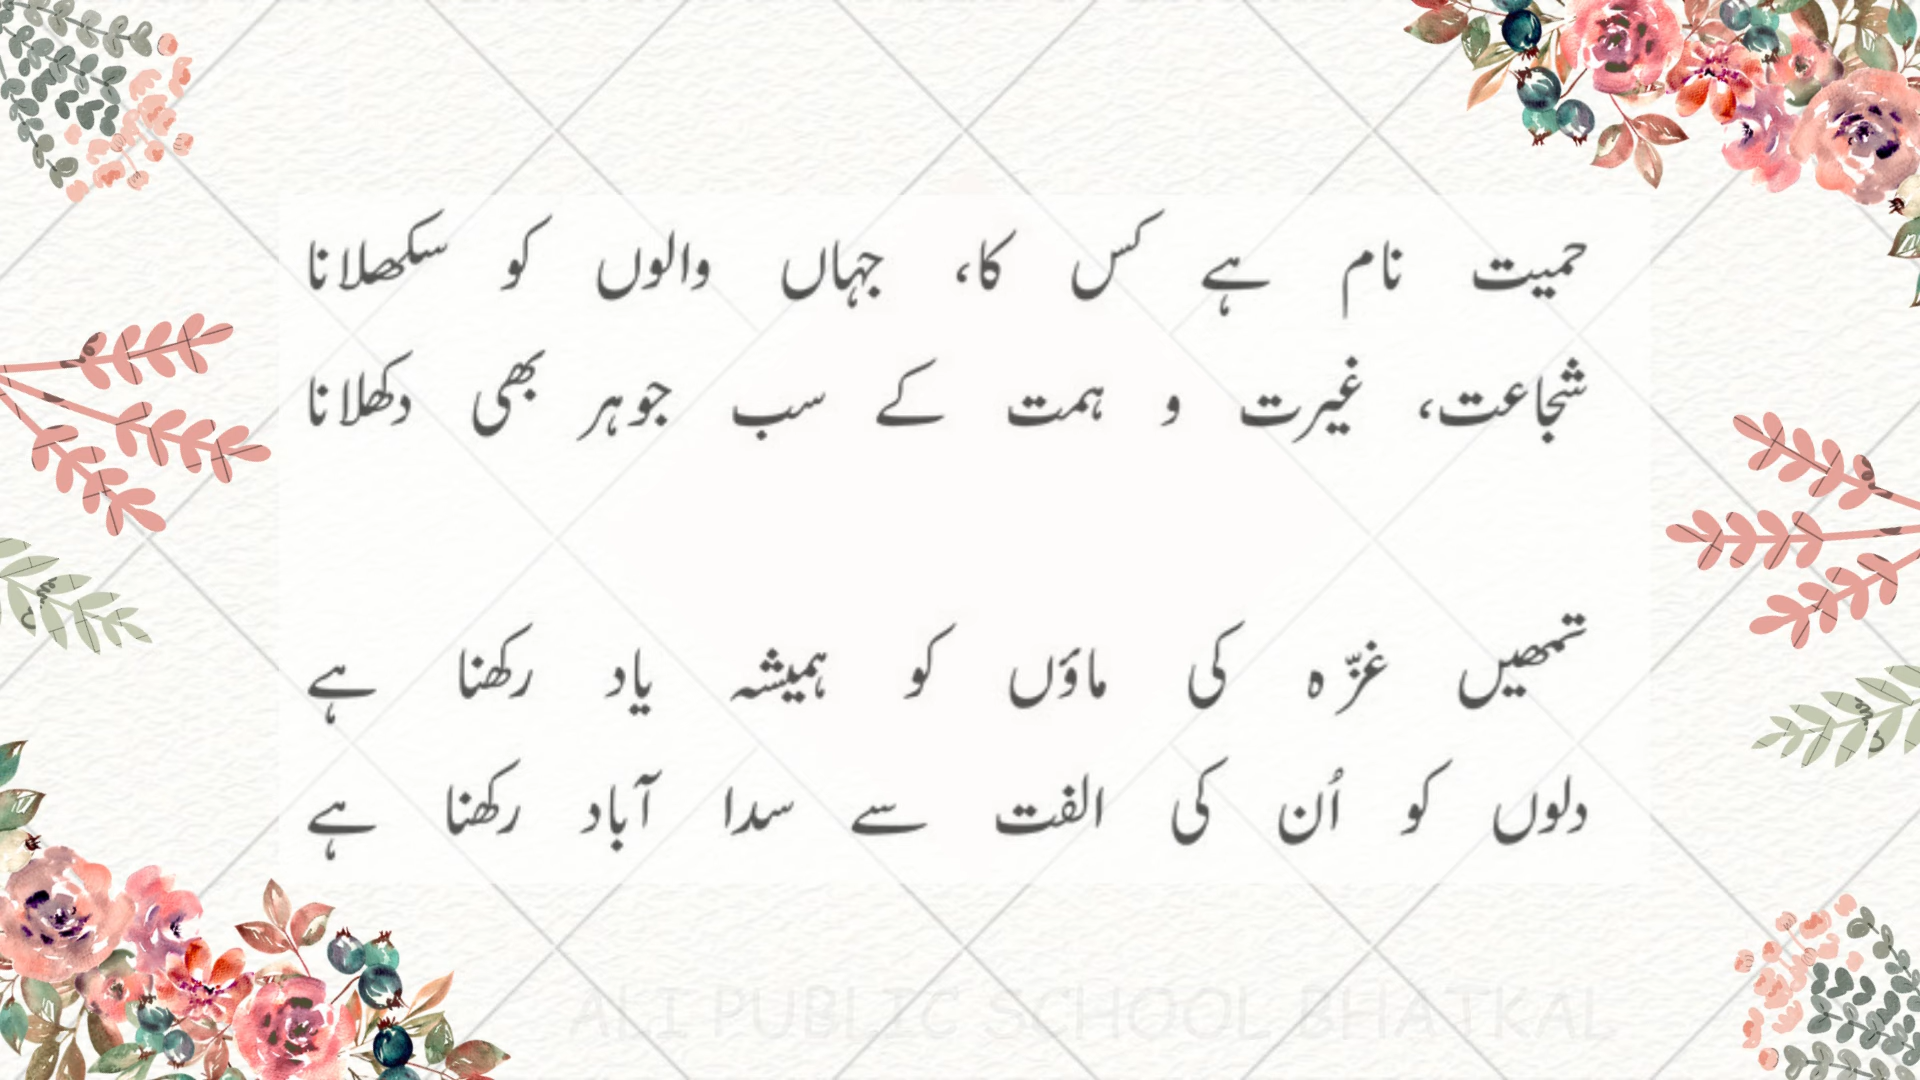 حمیت نام ہے کس کا، جہاں والوں کو سکھلانا
شجاعت، غیرت و ہمت کے سب جوہر بھی دکھلانا
تمھیں غزّہ کی ماؤں کو ہمیشہ یاد رکھنا ہے
دلوں کو اُن کی الفت سے سدا آباد رکھنا ہے
ALI PUBLIC SCHOOL BHATKAL